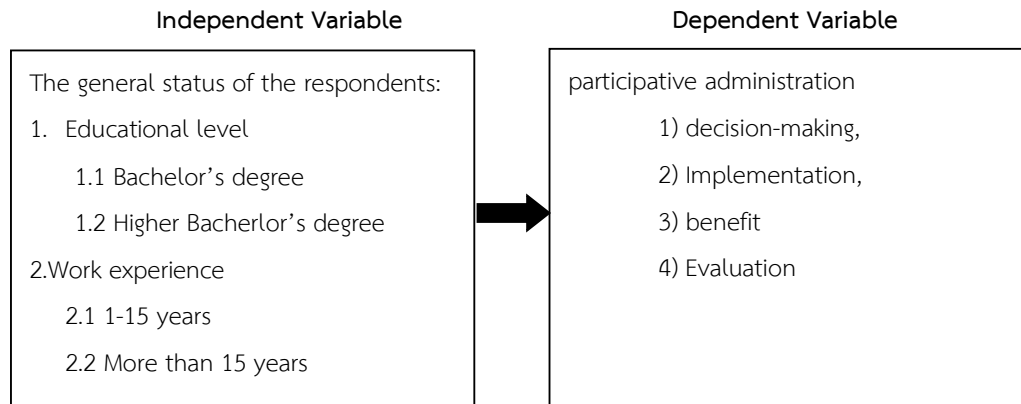 Independent Variable
The general status of the respondents:
1. Educational level
1.1 Bachelor's degree
1.2 Higher Bacherlor's degree
2.Work experience
2.1 1-15 years
2.2 More than 15 years
Dependent Variable
participative administration
1) decision-making,
2) Implementation,
3) benefit
4) Evaluation